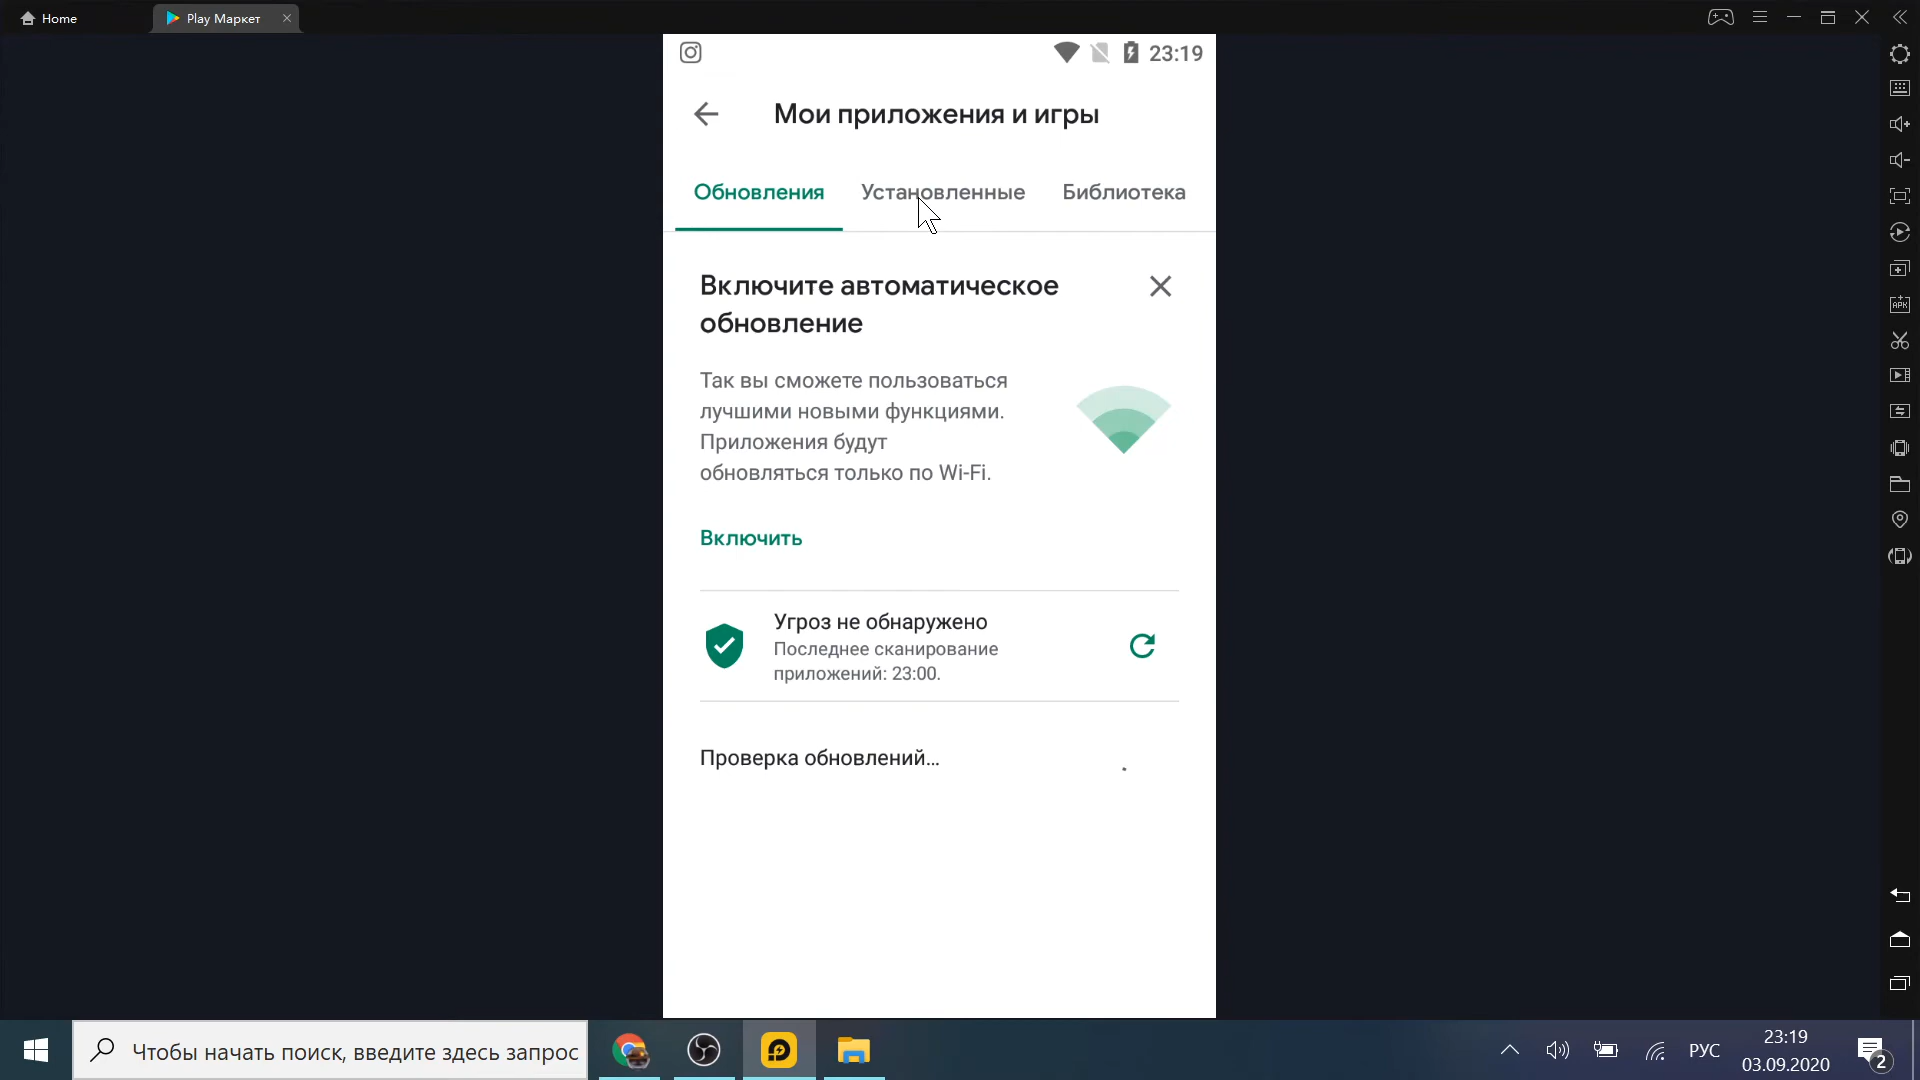 Home
Play Маркет
23:19
Мои приложения и игры
Обновления
Установленные
Библиотека
Включите автоматическое
обновление
Так вы сможете пользоваться
лучшими новыми функциями.
Приложения будут
обновляться только по Wi-Fi.
Включить
Угроз не обнаружено
Последнее сканирование
приложений: 23:00.
Проверка обновлений…
APK
Чтобы начать поиск, введите здесь запрос
РУС
23:19
03.09.2020
2